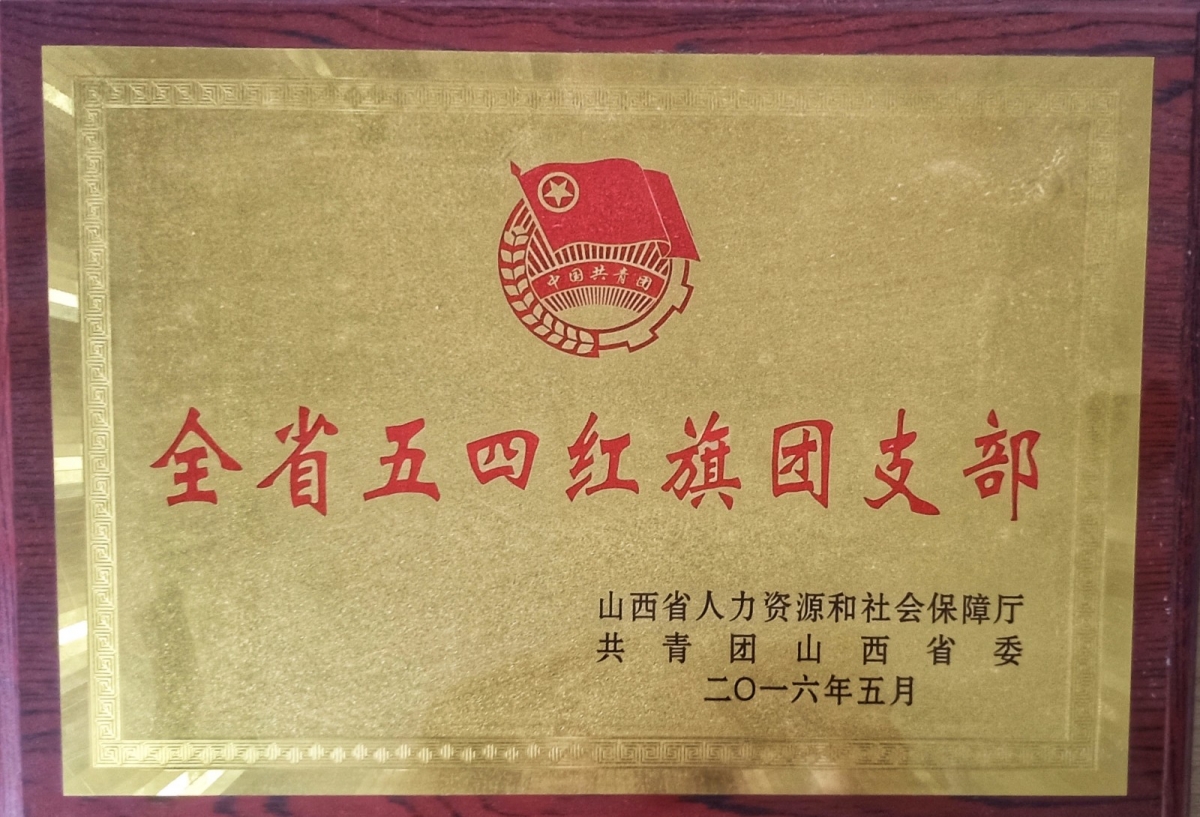 中国共青团
全省五四红旗团支部
山西省人力资源和社会保障厅
共青团山西省委
二〇一六年五月